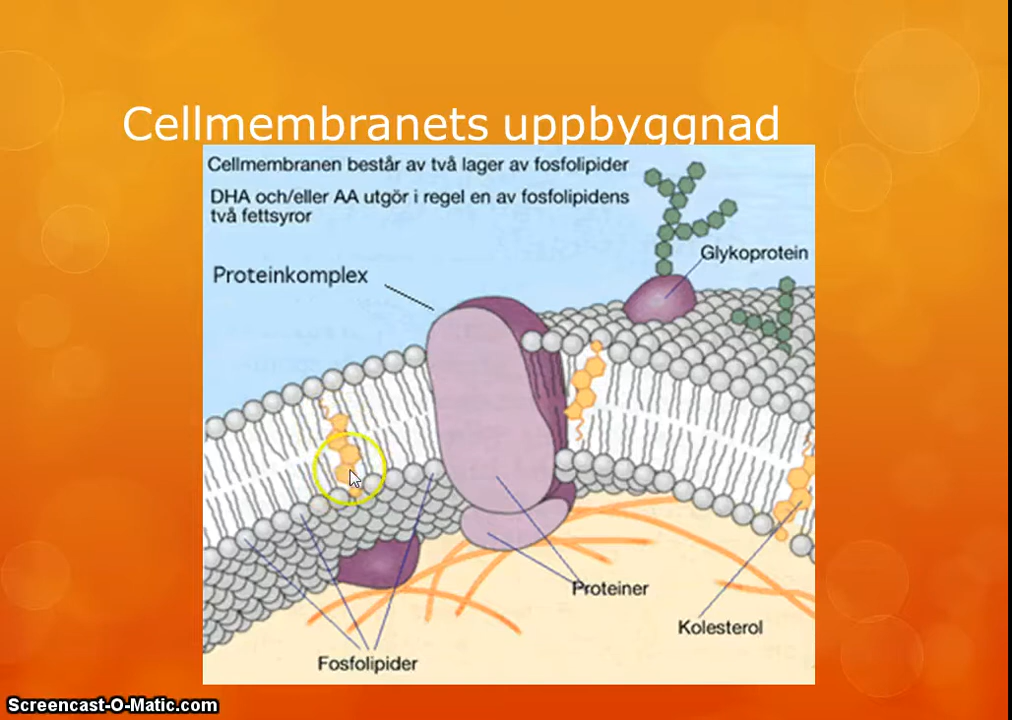 Cellmembranets uppbyggnad
Cellmembranen består av två lager av fosfolipider
DHA och/eller AA utgör i regel en av fosfolipidens
två fettsyror
Glykoprotein
Proteinkomplex
Proteiner
Kolesterol
Fosfolipider
Screencast-O-Matic.com